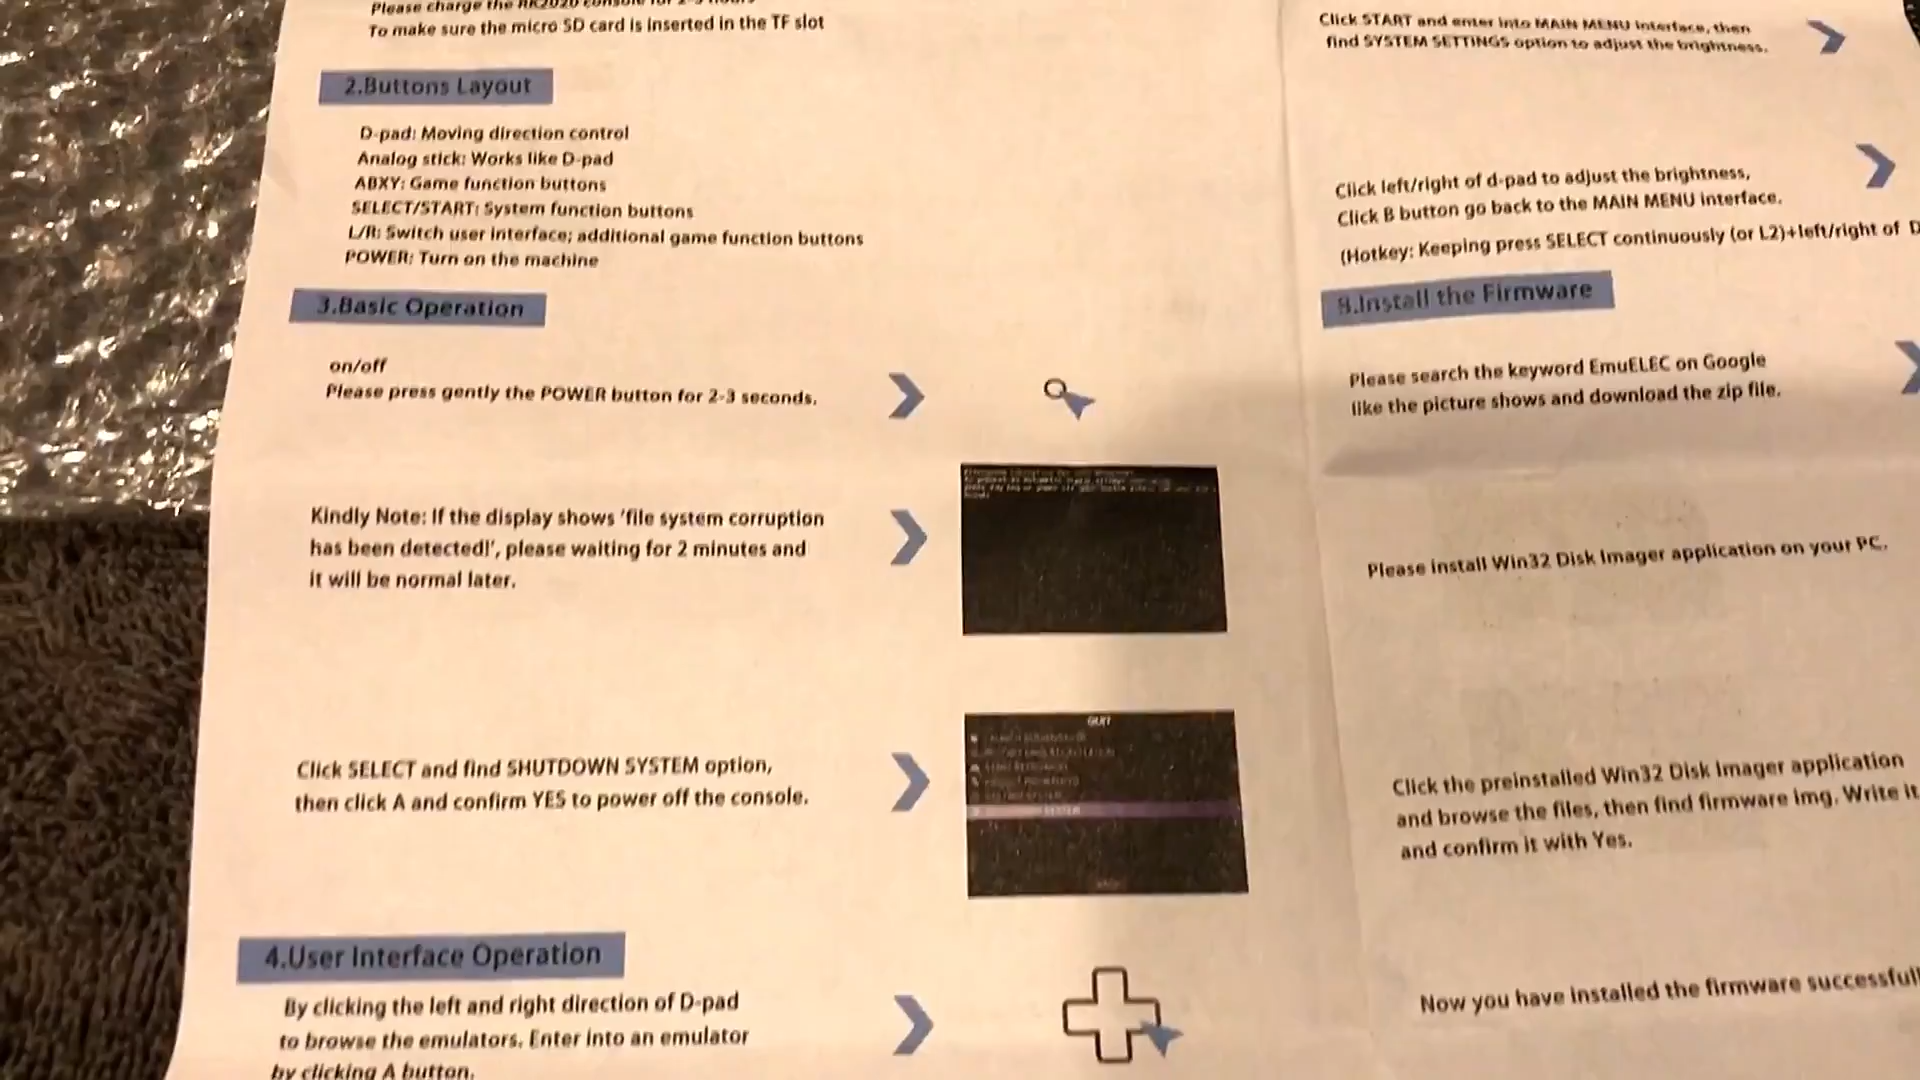 Please charge the RK2020 console for 2-3 hours
To make sure the micro SD card is inserted in the TF slot
2.Buttons Layout
D-pad: Moving direction control
Analog stick: Works like D-pad
ABXY: Game function buttons
SELECT/START: System function buttons
L/R: Switch user interface; additional game function buttons
POWER: Turn on the machine
3.Basic Operation
on/off
Please press gently the POWER button for 2-3 seconds.
Kindly Note: If the display shows 'file system corruption
has been detected!', please waiting for 2 minutes and
it will be normal later.
QUIT
Click SELECT and find SHUTDOWN SYSTEM option,
then click A and confirm YES to power off the console.
4.User Interface Operation
By clicking the left and right direction of D-pad
to browse the emulators. Enter into an emulator
by clicking A button.
Click START and enter into MAIN MENU interface, then
find SYSTEM SETTINGS option to adjust the brightness.
Click left/right of d-pad to adjust the brightness,
Click B button go back to the MAIN MENU interface.
(Hotkey: Keeping press SELECT continuously (or L2)+left/right of D
8.Install the Firmware
Please search the keyword EmuELEC on Google
like the picture shows and download the zip file.
Please install Win32 Disk Imager application on your PC.
Click the preinstalled Win32 Disk Imager application
and browse the files, then find firmware img. Write it
and confirm it with Yes.
Now you have installed the firmware successfull